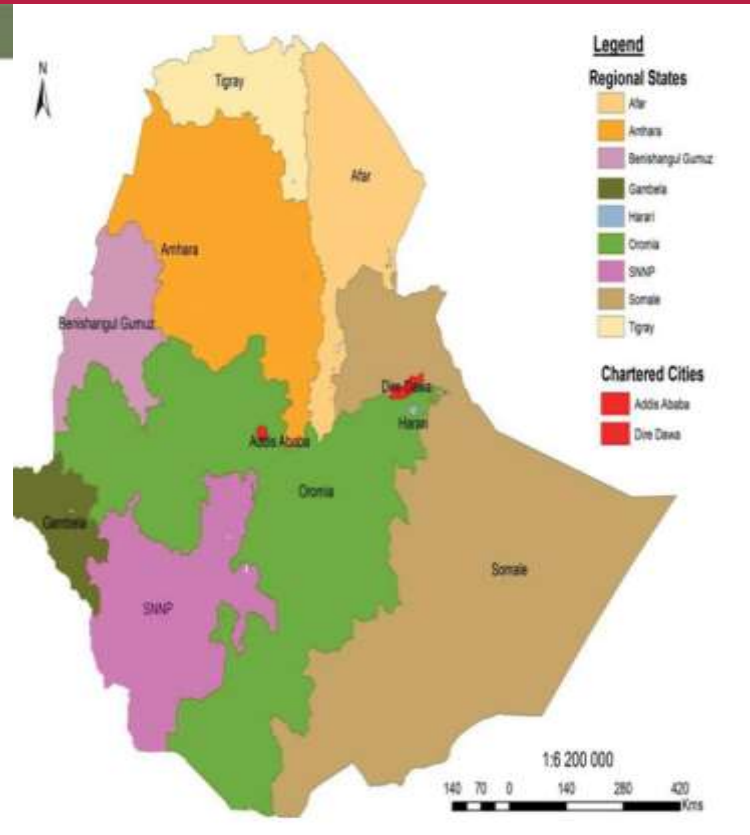 N
Tigray
Afar
Amhara
Benishangul Gumuz
Dire Dawa
Harari
Addis Ababa
Oromia
Gambela
Somale
SNNP
Legend
Regional States
Afar
Amhara
Benishangul Gumuz
Gambela
Harari
Oromia
SNNP
Somale
Tigray
Chartered Cities
Addis Ababa
Dire Dawa
1:6 200 000
140 70 0 140 280 420
Kms